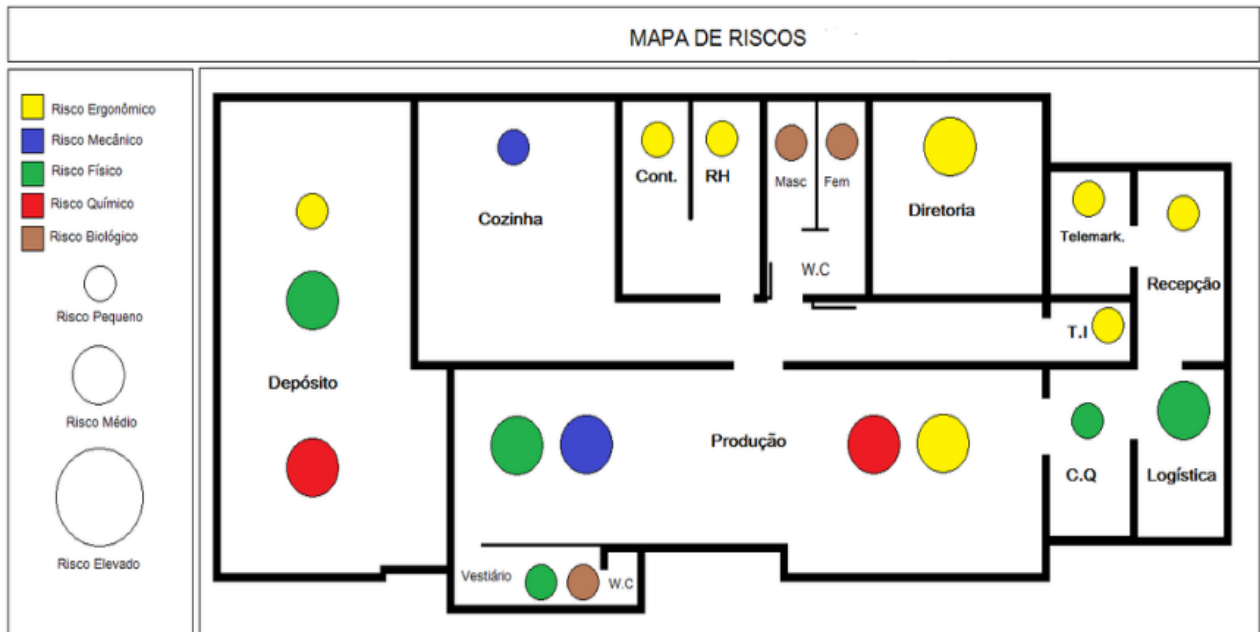 MAPA DE RISCOS
Risco Ergonômico
Risco Mecânico
Risco Físico
Risco Químico
Risco Biológico
Risco Pequeno
Risco Médio
Risco Elevado
Depósito
Cozinha
Cont.
RH
Masc
Fem
W.C
Diretoria
Telemark.
Recepção
T.I
Produção
C.Q
Logística
Vestiário
W.C